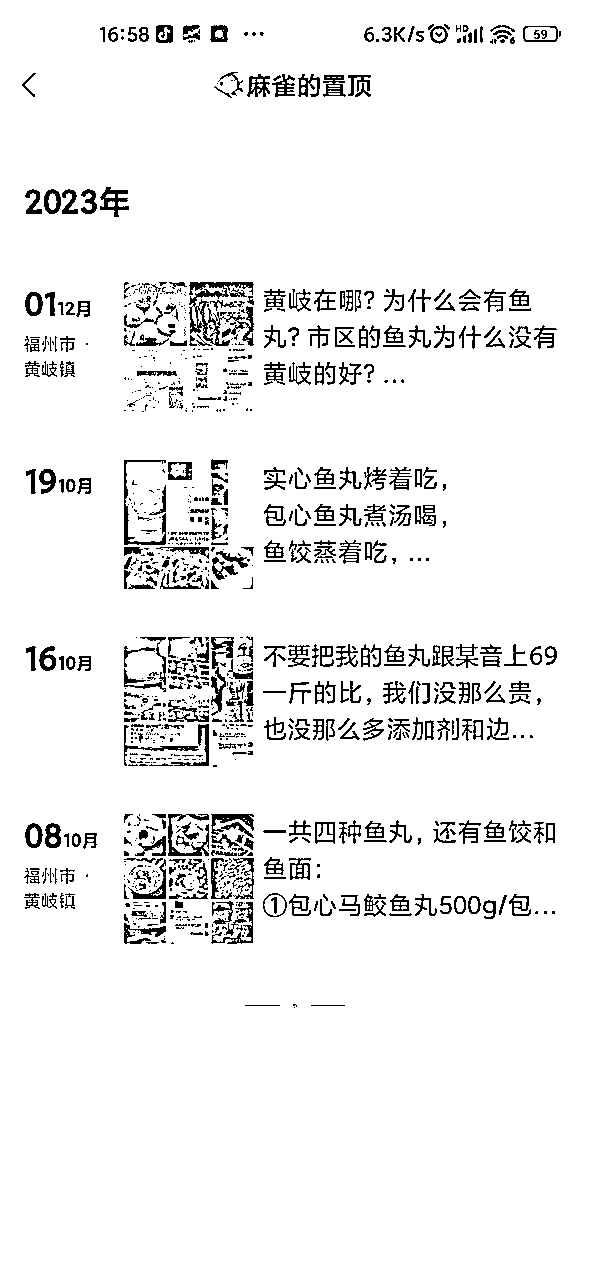 16:58 ... 6.3K/s HD 59
麻雀的置顶
2023年
01 12月
福州市 ·
黄岐镇
黄岐在哪? 为什么会有鱼
丸? 市区的鱼丸为什么没有
黄岐的好? ...
19 10月
实心鱼丸烤着吃，
包心鱼丸煮汤喝，
鱼饺蒸着吃，...
16 10月
不要把我的鱼丸跟某音上69
一斤的比，我们没那么贵，
也没那么多添加剂和边...
08 10月
福州市 ·
黄岐镇
一共四种鱼丸，还有鱼饺和
鱼面：
①包心马鲛鱼丸500g/包...